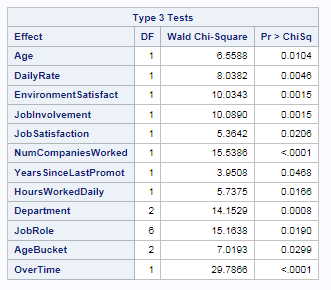 Type 3 Tests
Effect DF Wald Chi-Square Pr > ChiSq
Age 1 6.5588 0.0104
DailyRate 1 8.0382 0.0046
EnvironmentSatisfact 1 10.0343 0.0015
JobInvolvement 1 10.0890 0.0015
JobSatisfaction 1 5.3642 0.0206
NumCompaniesWorked 1 15.5386 <.0001
YearsSinceLastPromot 1 3.9508 0.0468
HoursWorkedDaily 1 5.7375 0.0166
Department 2 14.1529 0.0008
JobRole 6 15.1638 0.0190
AgeBucket 2 7.0193 0.0299
OverTime 1 29.7866 <.0001